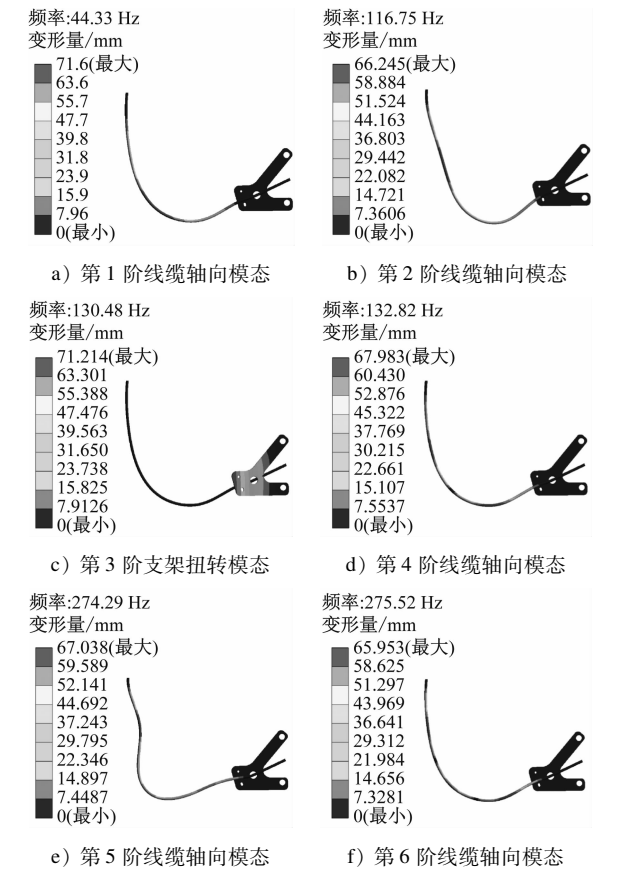 频率:44.33 Hz
变形量/mm
71.6(最大)
63.6
55.7
47.7
39.8
31.8
23.9
15.9
7.96
0(最小)
a) 第1阶线缆轴向模态
频率:116.75 Hz
变形量/mm
66.245(最大)
58.884
51.524
44.163
36.803
29.442
22.082
14.721
7.3606
0(最小)
b) 第2阶线缆轴向模态
频率:130.48 Hz
变形量/mm
71.214(最大)
63.301
55.388
47.476
39.563
31.650
23.738
15.825
7.9126
0(最小)
c) 第3阶支架扭转模态
频率:132.82 Hz
变形量/mm
67.983(最大)
60.430
52.876
45.322
37.769
30.215
22.661
15.107
7.5537
0(最小)
d) 第4阶线缆轴向模态
频率:274.29 Hz
变形量/mm
67.038(最大)
59.589
52.141
44.692
37.243
29.795
22.346
14.897
7.4487
0(最小)
e) 第5阶线缆轴向模态
频率:275.52 Hz
变形量/mm
65.953(最大)
58.625
51.297
43.969
36.641
29.312
21.984
14.656
7.3281
0(最小)
f) 第6阶线缆轴向模态